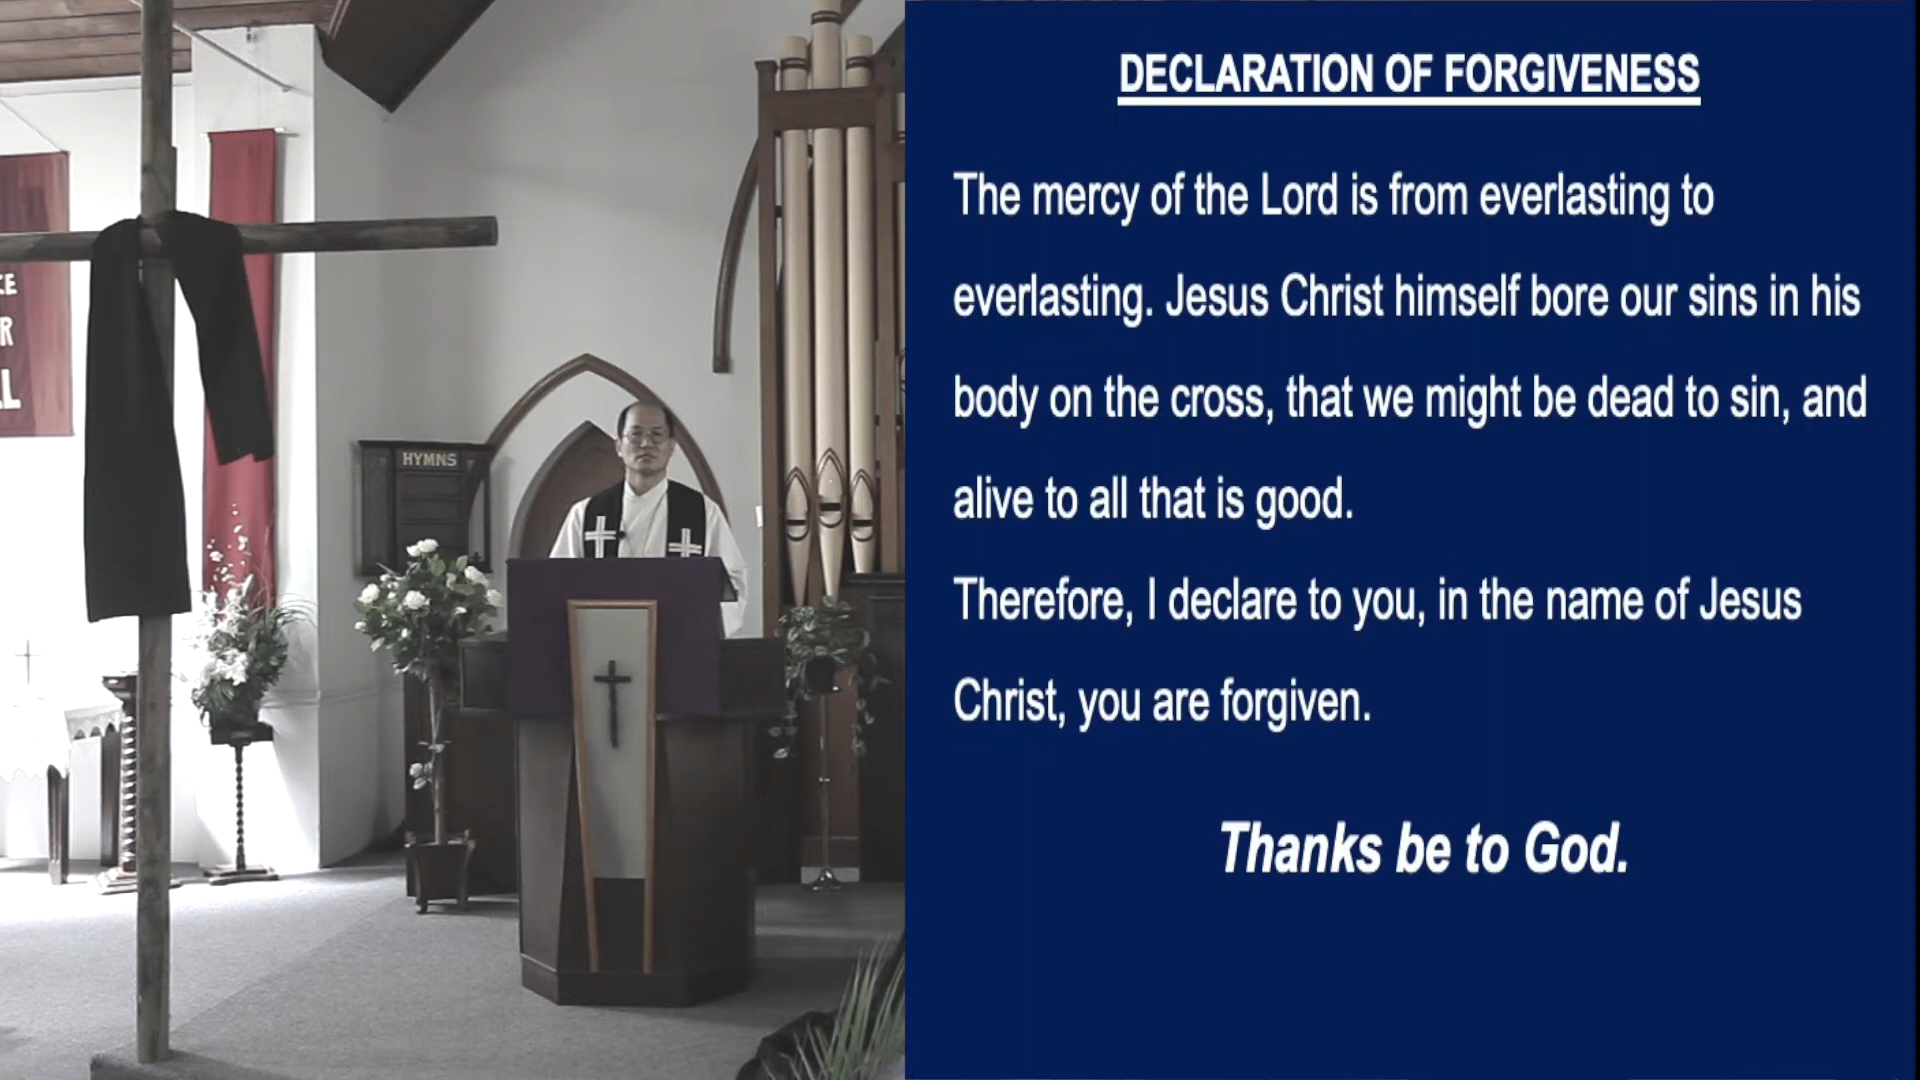 HYMNS
DECLARATION OF FORGIVENESS
The mercy of the Lord is from everlasting to
everlasting. Jesus Christ himself bore our sins in his
body on the cross, that we might be dead to sin, and
alive to all that is good.
Therefore, I declare to you, in the name of Jesus
Christ, you are forgiven.
Thanks be to God.